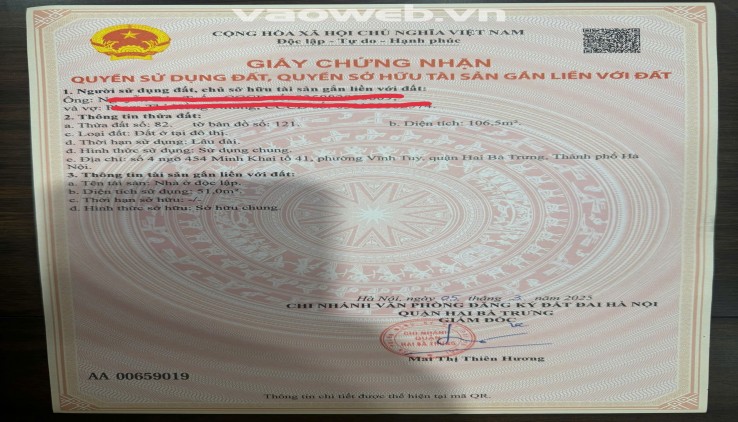 vaoweb.vn
CỘNG HÒA XÃ HỘI CHỦ NGHĨA VIỆT NAM
Độc lập - Tự do - Hạnh phúc
GIẤY CHỨNG NHẬN
QUYỀN SỬ DỤNG ĐẤT, QUYỀN SỞ HỮU TÀI SẢN GẮN LIỀN VỚI ĐẤT
1. Người sử dụng đất, chủ sở hữu tài sản gắn liền với đất:
Ông:
và vợ:
2. Thông tin thửa đất:
a. Thửa đất số: 82, tờ bản đồ số: 121, b. Diện tích: 106,5m².
c. Loại đất: Đất ở tại đô thị.
d. Thời hạn sử dụng: Lâu dài.
đ. Hình thức sử dụng: Sử dụng chung.
e. Địa chỉ: số 4 ngõ 454 Minh Khai tổ 41, phường Vĩnh Tuy, quận Hai Bà Trưng, Thành phố Hà
Nội.
3. Thông tin tài sản gắn liền với đất:
a. Tên tài sản: Nhà ở độc lập.
b. Diện tích sử dụng: 51,0m².
c. Thời hạn sở hữu: -/-
d. Hình thức sở hữu: Sở hữu chung.
Hà Nội, ngày 05 tháng 3 năm 2025
CHI NHÁNH VĂN PHÒNG ĐĂNG KÝ ĐẤT ĐAI HÀ NỘI
QUẬN HAI BÀ TRƯNG
GIÁM ĐỐC
CHI NHÁNH
QUẬN
HAI BÀ TRƯNG
Mai Thị Thiên Hương
AA 00659019
Thông tin chi tiết được thể hiện tại mã QR.